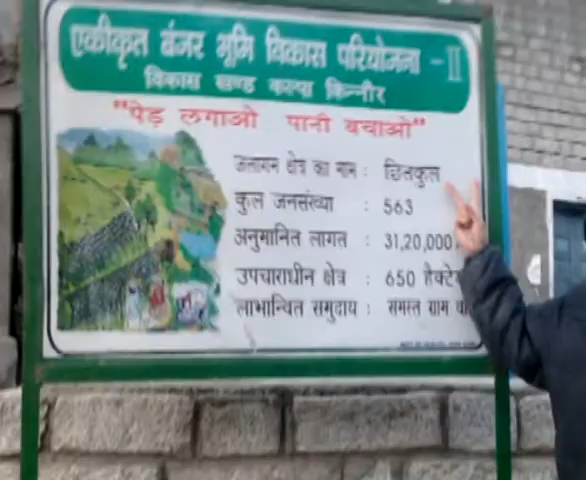 एकीकृत बंजर भूमि विकास परियोजना - II
विकास खण्ड कल्पा किन्नौर
"पेड़ लगाओ पानी बचाओ"
जलागम क्षेत्र का नाम : छितकुल
कुल जनसंख्या : 563
अनुमानित लागत : 31,20,000
उपचाराधीन क्षेत्र : 650 हैक्टे
लाभान्वित समुदाय : समस्त ग्राम